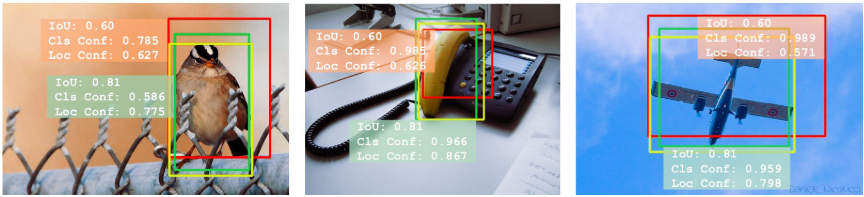 IoU: 0.60
Cls Conf: 0.785
Loc Conf: 0.627
IoU: 0.81
Cls Conf: 0.586
Loc Conf: 0.775
IoU: 0.60
Cls Conf: 0.985
Loc Conf: 0.626
IoU: 0.81
Cls Conf: 0.966
Loc Conf: 0.867
IoU: 0.60
Cls Conf: 0.989
Loc Conf: 0.571
IoU: 0.81
Cls Conf: 0.959
Loc Conf: 0.798